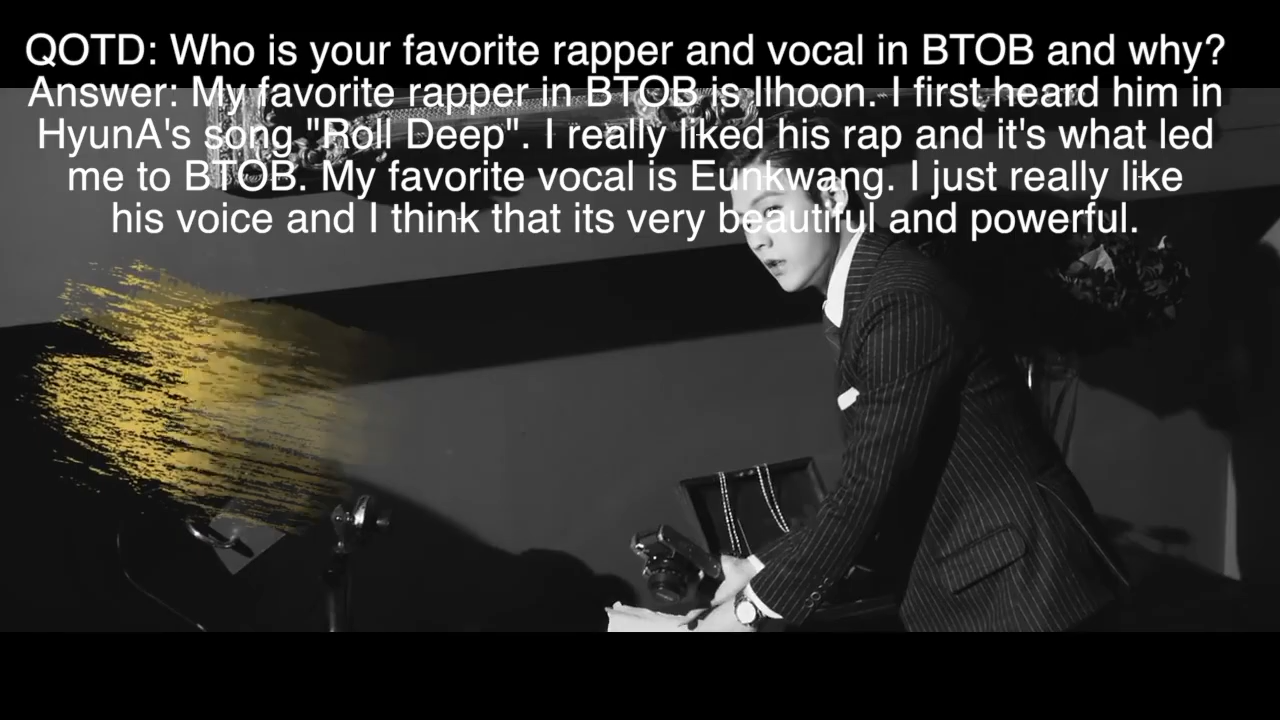 QOTD: Who is your favorite rapper and vocal in BTOB and why?
Answer: My favorite rapper in BTOB is Ilhoon. I first heard him in
HyunA's song "Roll Deep". I really liked his rap and it's what led
me to BTOB. My favorite vocal is Eunkwang. I just really like
his voice and I think that its very beautiful and powerful.